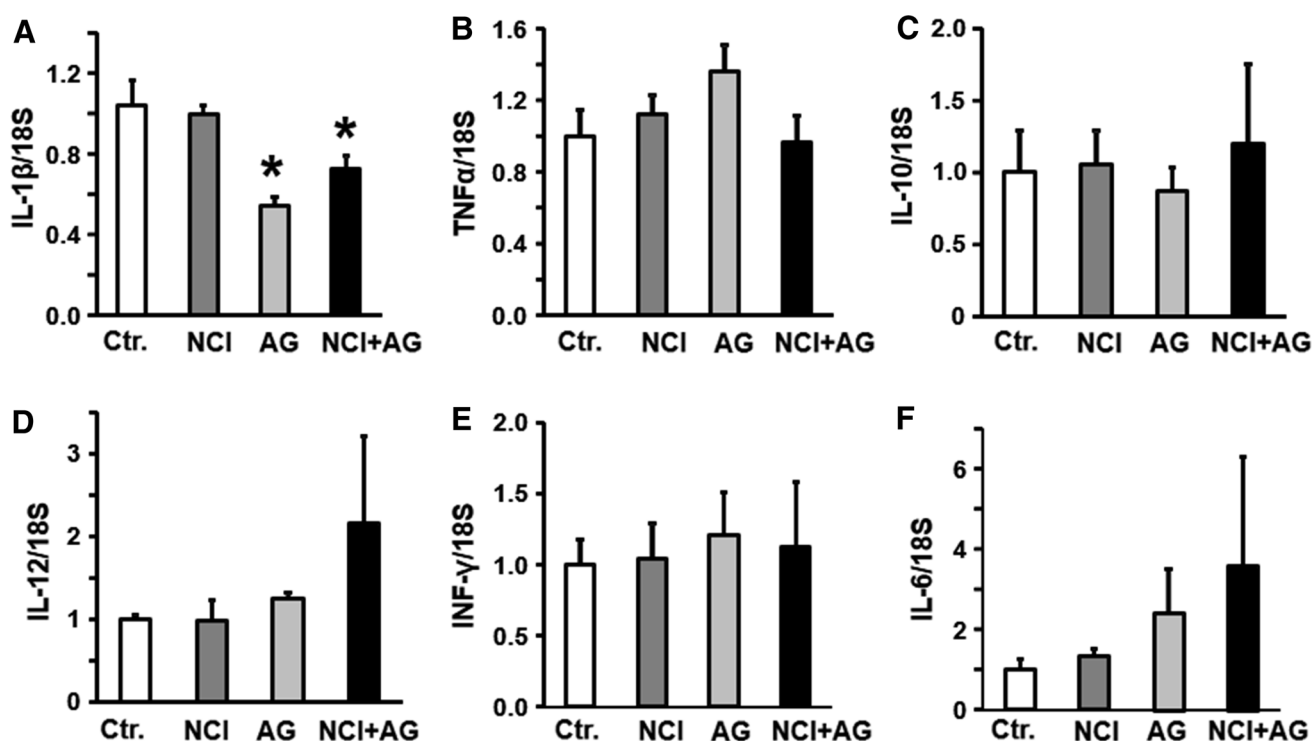 A
IL-1β/18S
1.2
0.8
0.4
0.0
*
*
Ctr. NCI AG NCI+AG
B
TNFα/18S
1.6
1.2
0.8
0.4
0.0
Ctr. NCI AG NCI+AG
C
IL-10/18S
2.0
1.5
1.0
0.5
0
Ctr. NCI AG NCI+AG
D
IL-12/18S
3
2
1
0
Ctr. NCI AG NCI+AG
E
INF-γ/18S
2.0
1.5
1.0
0.5
0.0
Ctr. NCI AG NCI+AG
F
IL-6/18S
6
4
2
0
Ctr. NCI AG NCI+AG